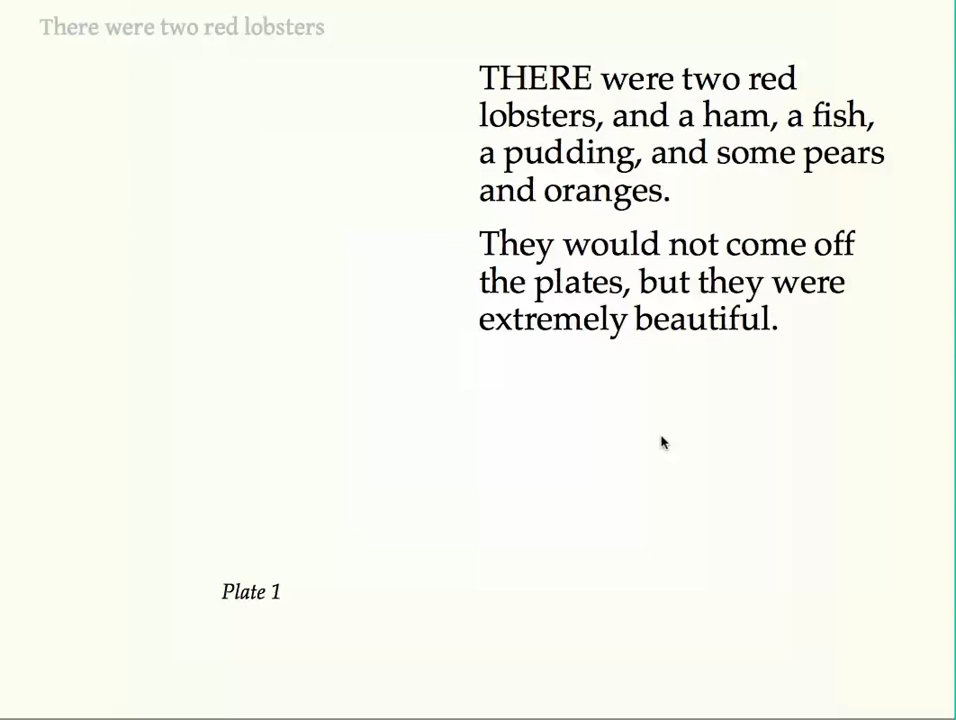 There were two red lobsters
THERE were two red
lobsters, and a ham, a fish,
a pudding, and some pears
and oranges.
They would not come off
the plates, but they were
extremely beautiful.
Plate 1